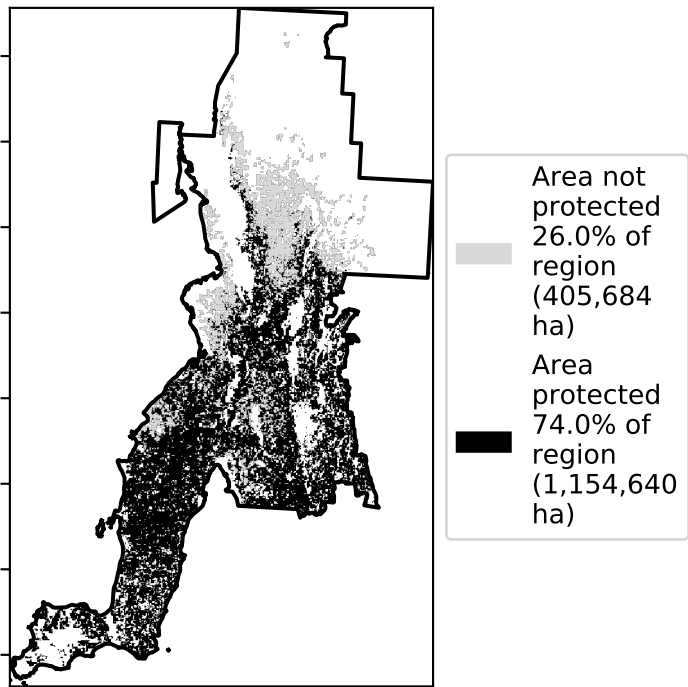 Area not
protected
26.0% of
region
(405,684
ha)
Area
protected
74.0% of
region
(1,154,640
ha)